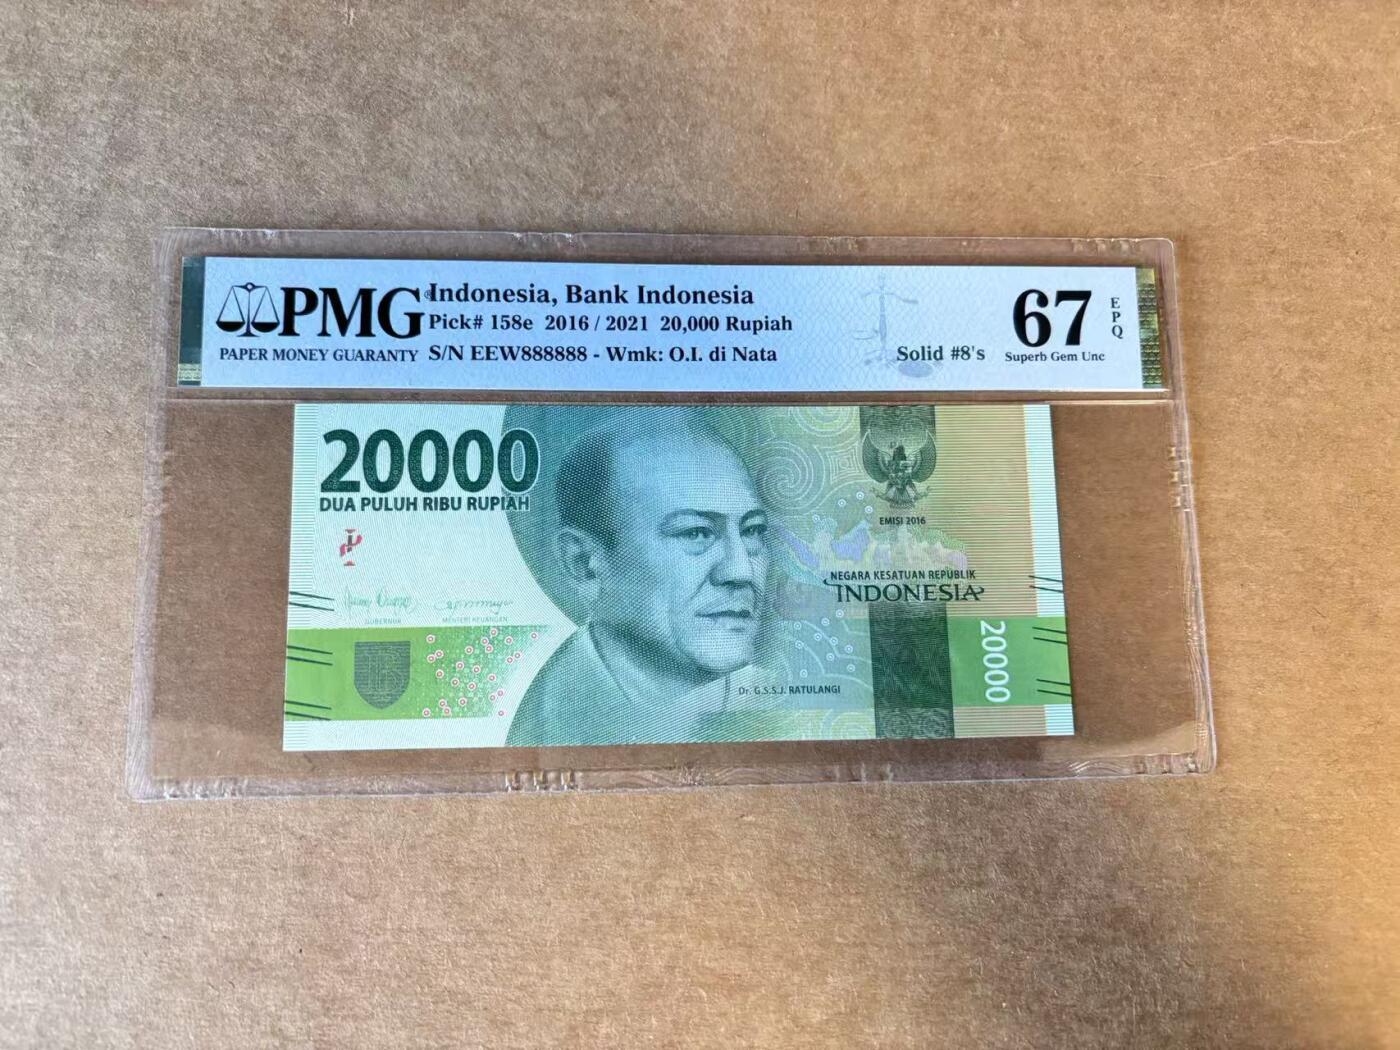 PMG
PAPER MONEY GUARANTY
Indonesia, Bank Indonesia
Pick# 158e 2016 / 2021 20,000 Rupiah
S/N EEW888888 - Wmk: O.I. di Nata
Solid #8's
67
EPQ
Superb Gem Unc
20000
DUA PULUH RIBU RUPIAH
EMISI 2016
NEGARA KESATUAN REPUBLIK
INDONESIA
GUBERNUR
MENTERI KEUANGAN
Dr. G.S.S.J. RATULANGI
20000